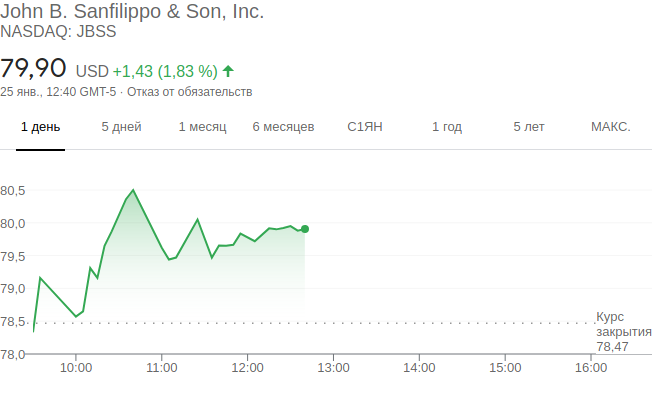 John B. Sanfilippo & Son, Inc.
NASDAQ: JBSS
79,90 USD +1,43 (1,83 %)
25 янв., 12:40 GMT-5 · Отказ от обязательств
1 день 5 дней 1 месяц 6 месяцев С1ЯН 1 год 5 лет МАКС.
80,5
80,0
79,5
79,0
78,5
78,0
Курс
закрытия
78,47
10:00 11:00 12:00 13:00 14:00 15:00 16:00